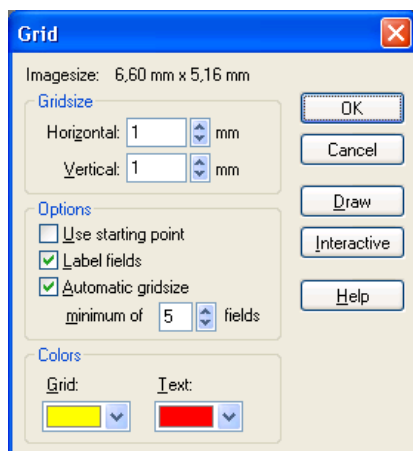 Grid
Imagesize: 6,60 mm x 5,16 mm
Gridsize
Horizontal: 1 mm
Vertical: 1 mm
Options
Use starting point
Label fields
Automatic gridsize
minimum of 5 fields
Colors
Grid: Text:
OK
Cancel
Draw
Interactive
Help